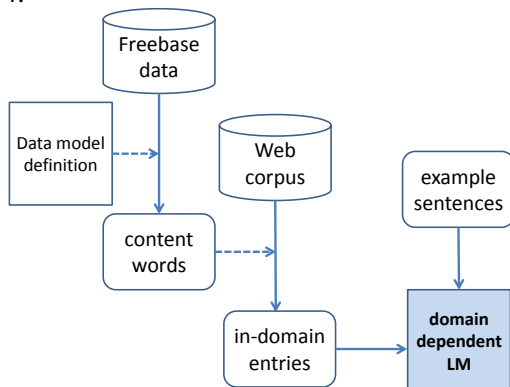 Freebase
data
Data model
definition
Web
corpus
example
sentences
content
words
in-domain
entries
domain
dependent
LM